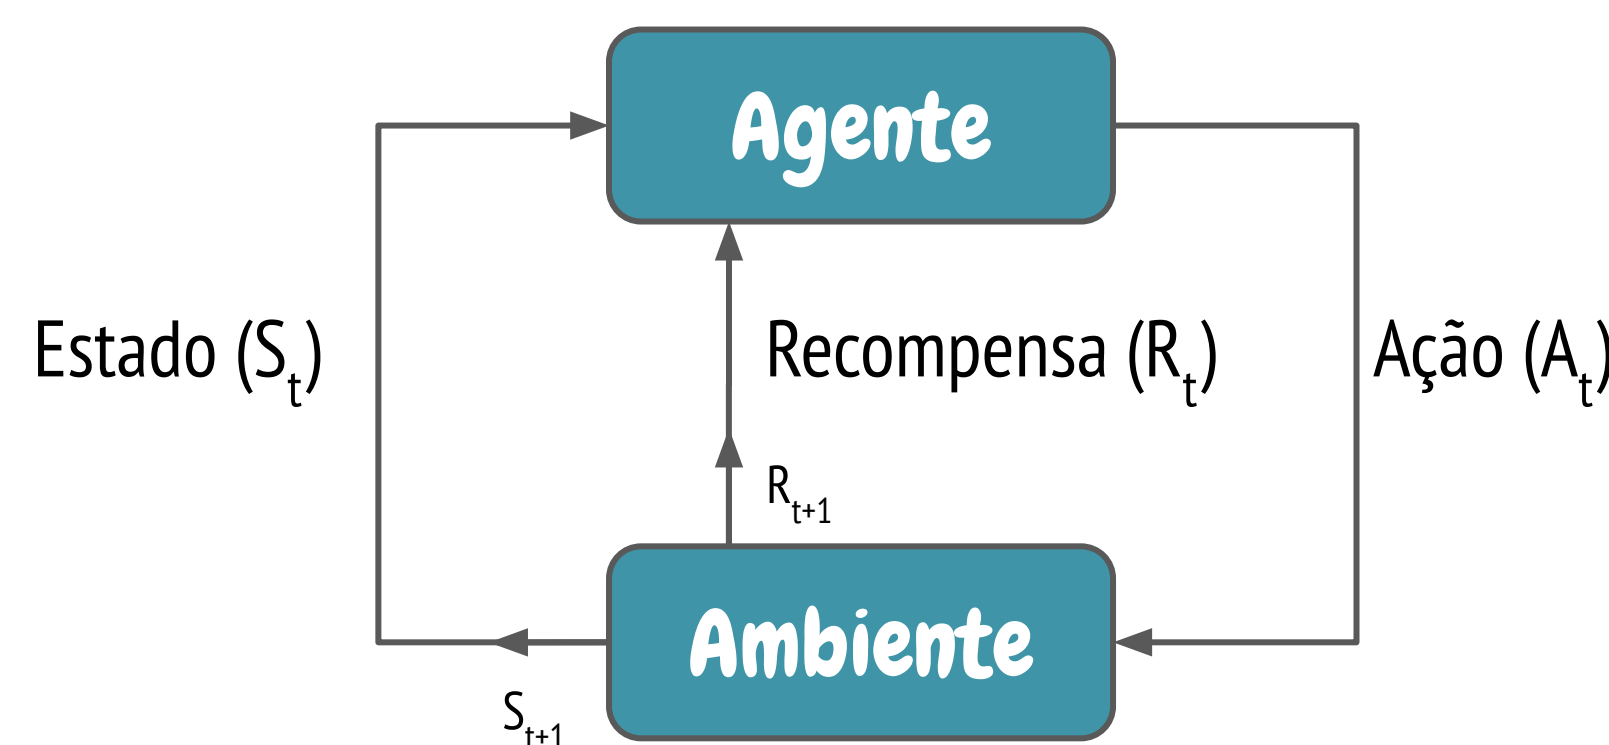 Agente
Estado (Sₜ)
Recompensa (Rₜ)
Ação (Aₜ)
Rₜ₊₁
Ambiente
Sₜ₊₁